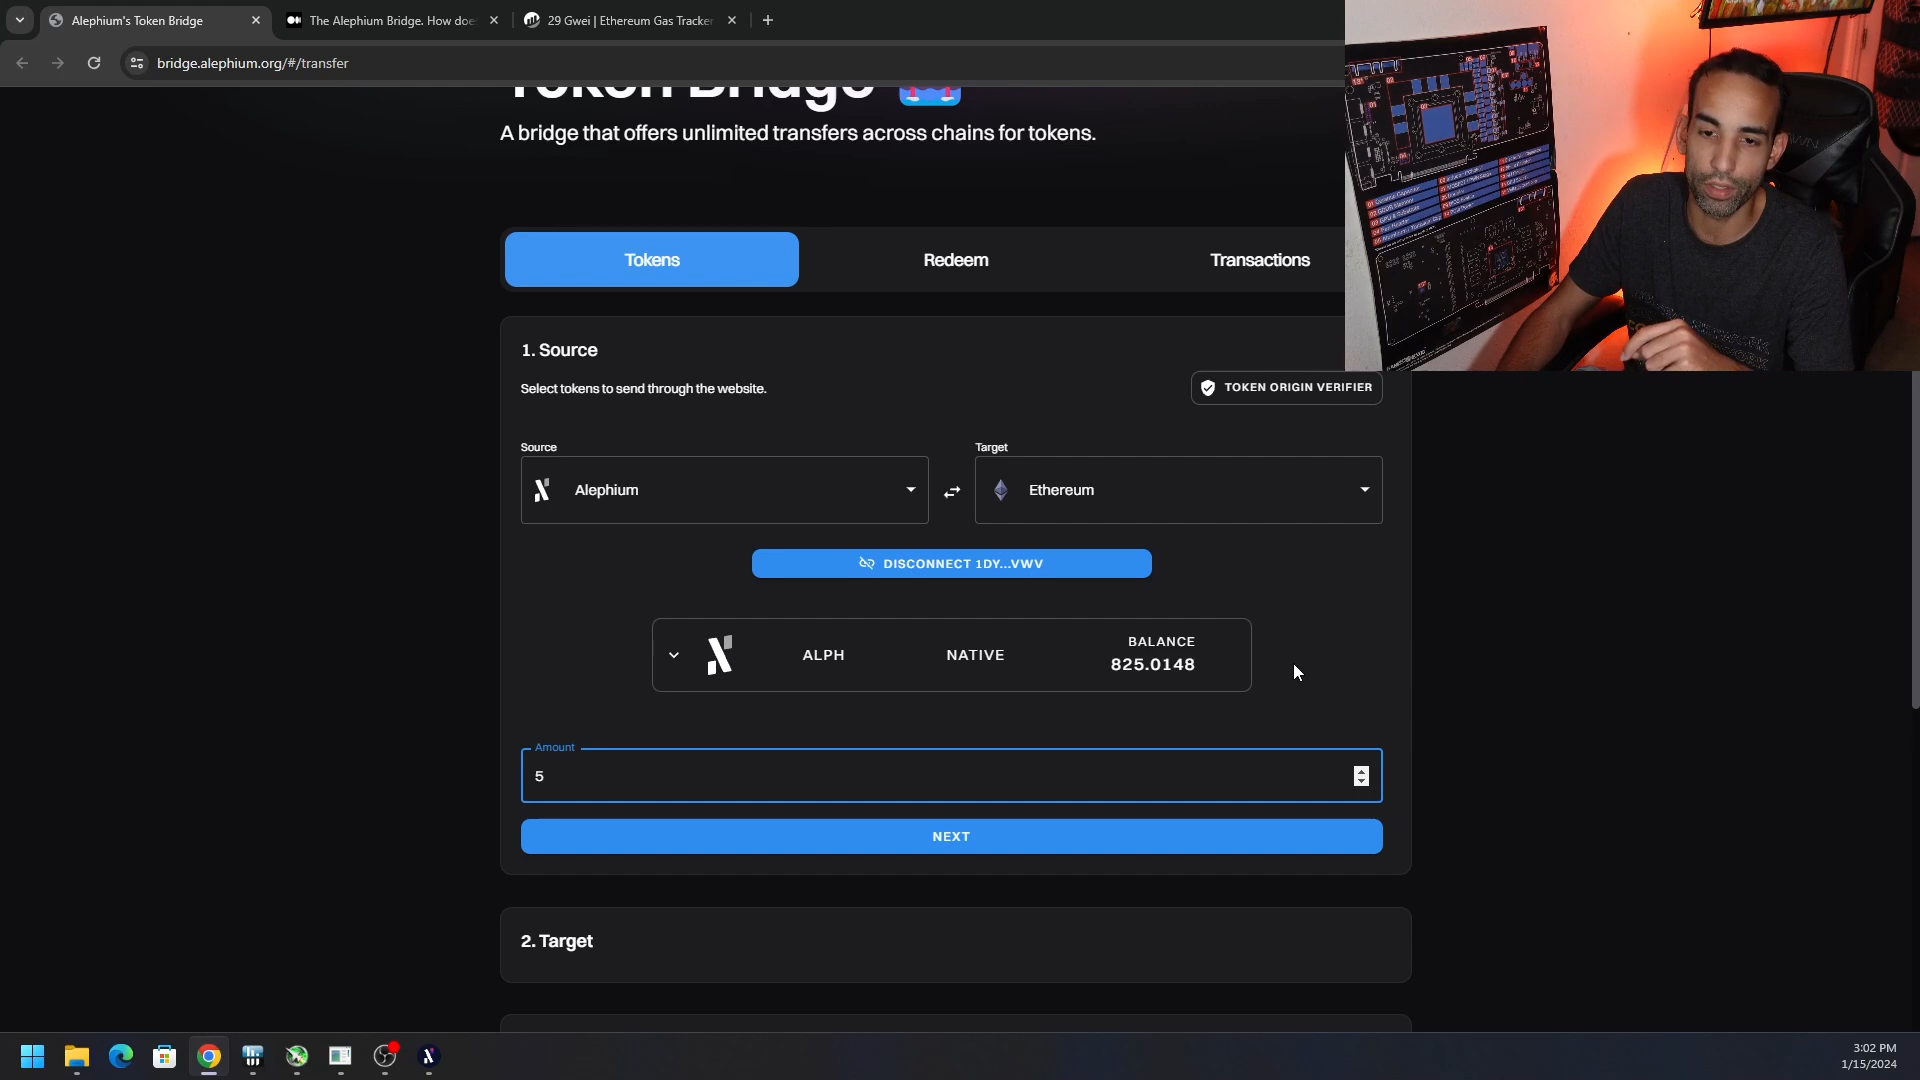 Alephium's Token Bridge
The Alephium Bridge. How doe
29 Gwei | Ethereum Gas Tracker
bridge.alephium.org/#/transfer
Token Bridge
A bridge that offers unlimited transfers across chains for tokens.
Tokens
Redeem
Transactions
1. Source
Select tokens to send through the website.
TOKEN ORIGIN VERIFIER
Source
Target
Alephium
Ethereum
DISCONNECT 1DY...VWV
ALPH
NATIVE
BALANCE
825.0148
Amount
5
NEXT
2. Target
3:02 PM
1/15/2024